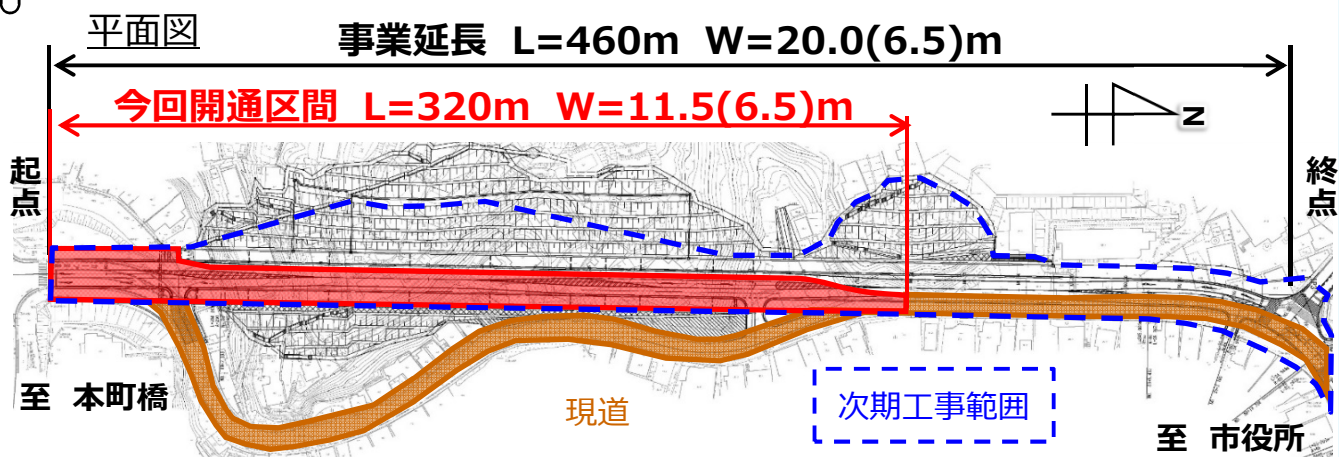 平面図
事業延長 L=460m W=20.0(6.5)m
今回開通区間 L=320m W=11.5(6.5)m
N
起点
終点
至 本町橋
現道
次期工事範囲
至 市役所